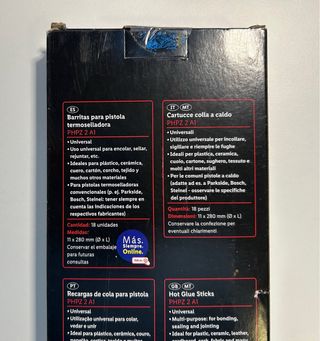 ES
Barritas para pistola
termoselladora
PHPZ 2 A1
• Universal
• Uso universal para encolar, sellar,
rejuntar, etc.
• Ideales para plástico, cerámica,
cuero, cartón, corcho, tejido y
muchos otros materiales
• Para pistolas termoselladoras
convencionales (p. ej. Parkside,
Bosch, Steinel: tener siempre en
cuenta las indicaciones de los
respectivos fabricantes)
Cantidad: 18 unidades
Medidas:
11 x 280 mm (Ø x L)
Conservar el embalaje
para futuras
consultas
Más.
Siempre.
Online.
IT MT
Cartucce colla a caldo
PHPZ 2 A1
• Universali
• Utilizzo universale per incollare,
sigillare e riempire le fughe
• Ideali per plastica, ceramica,
cuoio, cartone, sughero, tessuto e
molti altri materiali
• Per le comuni pistole a caldo
(adatte ad es. a Parkside, Bosch,
Steinel - osservare le specifiche
del produttore)
Quantità: 18 pezzi
Dimensioni: 11 x 280 mm (Ø x L)
Conservare la confezione per
eventuali chiarimenti
PT
Recargas de cola para pistola
PHPZ 2 A1
• Universal
• Utilização universal para colar,
vedar e unir
• Ideal para plástico, cerâmica, couro,
GB MT
Hot Glue Sticks
PHPZ 2 A1
• Universal
• Multi-purpose: for bonding,
sealing and jointing
• Ideal for plastic, ceramic, leather,